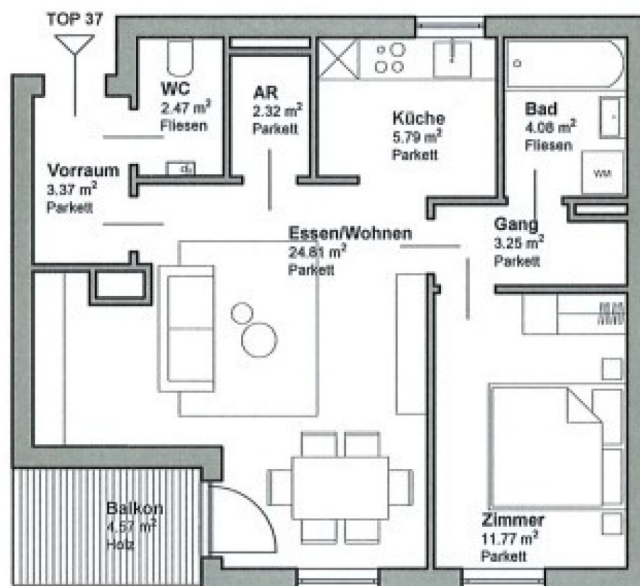 TOP 37
WC
2.47 m²
Fliesen
AR
2.32 m²
Parkett
Küche
5.79 m²
Parkett
Bad
4.08 m²
Fliesen
WM
Vorraum
3.37 m²
Parkett
Essen/Wohnen
24.81 m²
Parkett
Gang
3.25 m²
Parkett
Balkon
4.57 m²
Holz
Zimmer
11.77 m²
Parkett